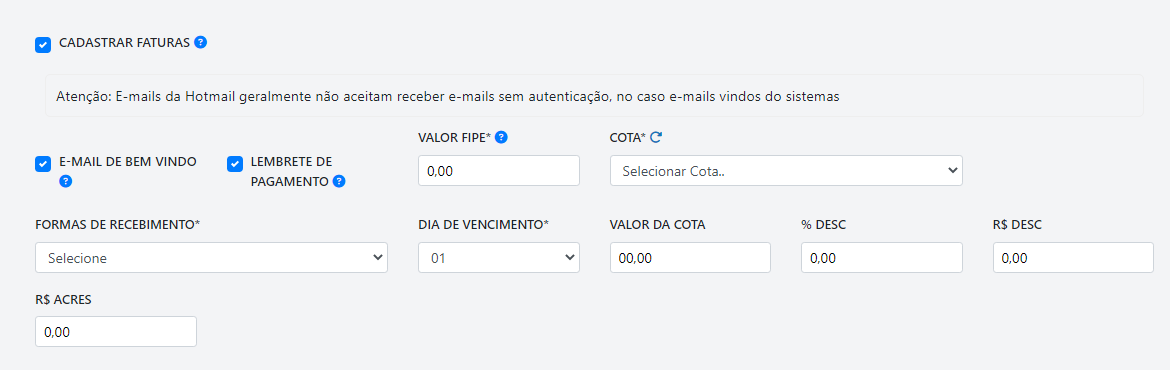 CADASTRAR FATURAS ?
Atenção: E-mails da Hotmail geralmente não aceitam receber e-mails sem autenticação, no caso e-mails vindos do sistemas
E-MAIL DE BEM VINDO
?
LEMBRETE DE
PAGAMENTO ?
VALOR FIPE* ?
0,00
COTA*
Selecionar Cota..
FORMAS DE RECEBIMENTO*
Selecione
DIA DE VENCIMENTO*
01
VALOR DA COTA
00,00
% DESC
0,00
R$ DESC
0,00
R$ ACRES
0,00